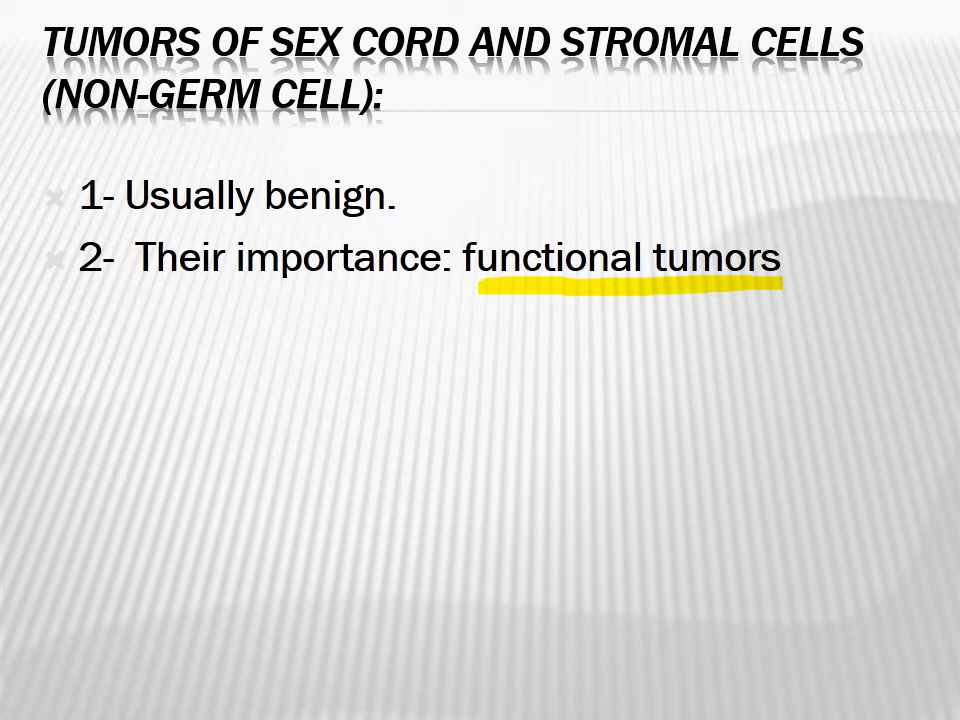 TUMORS OF SEX CORD AND STROMAL CELLS
(NON-GERM CELL):
1- Usually benign.
2- Their importance: functional tumors